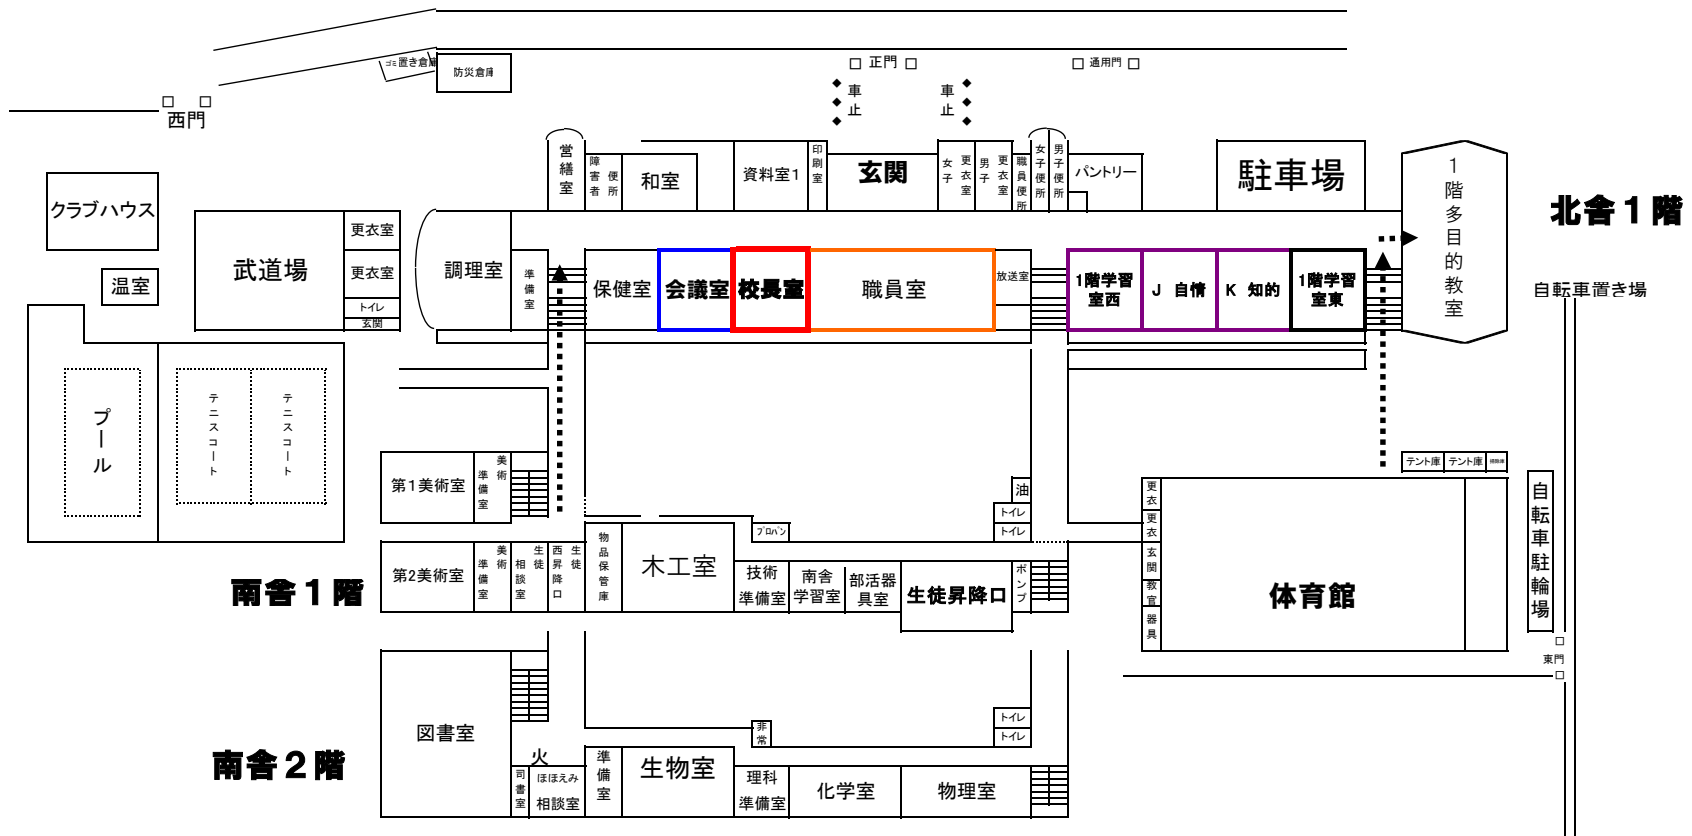 ゴミ置き倉庫
防災倉庫
正門
通用門
車止
車止
西門
営繕室
障害者便所
和室
資料室1
印刷室
玄関
女子更衣室
男子更衣室
職員便所
女子便所
男子便所
パントリー
駐車場
1階多目的教室
北舎1階
クラブハウス
温室
武道場
更衣室
更衣室
トイレ
玄関
調理室
準備室
保健室
会議室
校長室
職員室
放送室
1階学習
室西
J 自情
K 知的
1階学習
室東
自転車置き場
プール
テニスコート
テニスコート
第1美術室
美術準備室
油
トイレ
トイレ
プロパン
テント庫
テント庫
更衣
更衣
玄関
教官
器具
体育館
自転車駐輪場
東門
南舎1階
第2美術室
美術準備室
生徒相談室
生徒西昇降口
物品保管庫
木工室
技術
準備室
南舎
学習室
部活器
具室
生徒昇降口
ポンプ
南舎2階
図書室
火
司書室
ほほえみ
相談室
準備室
生物室
非常
理科
準備室
化学室
物理室
トイレ
トイレ